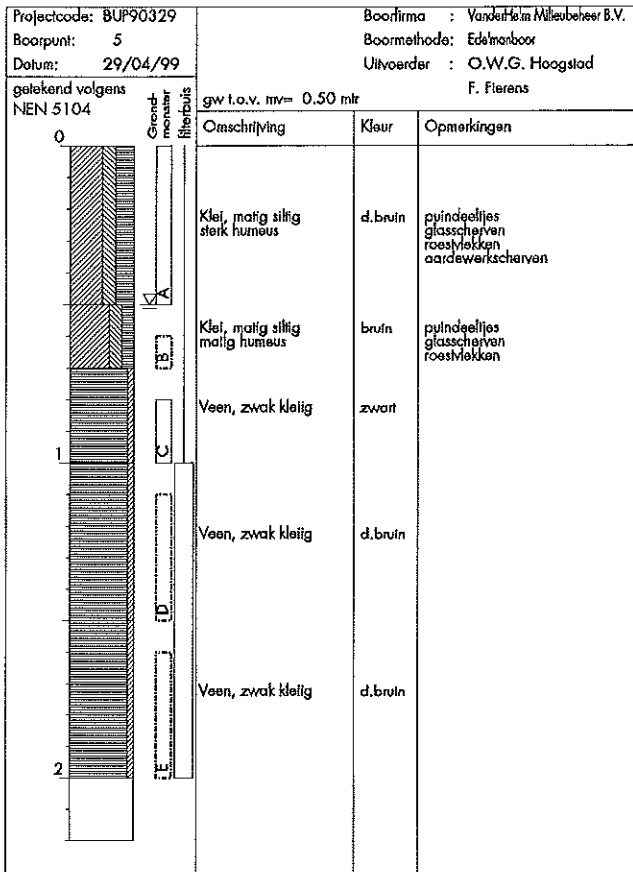 Projectcode: BUP90329
Boorpunt: 5
Datum: 29/04/99
Boorfirma : VanderHelm Milieubeheer B.V.
Boormethode: Edelmanboor
Uitvoerder : O.W.G. Hoogstad
F. Fierens
getekend volgens
NEN 5104
Grond-
monster
filterbuis
gw t.o.v. mv= 0.50 mtr
Omschrijving Kleur Opmerkingen
0
Klei, matig siltig d.bruin puindeeltjes
sterk humeus glasscherven
roestvlekken
aardewerkscherven
A
Klei, matig siltig bruin puindeeltjes
matig humeus glasscherven
roestvlekken
B
Veen, zwak kleiig zwart
C
1
Veen, zwak kleiig d.bruin
D
Veen, zwak kleiig d.bruin
E
2